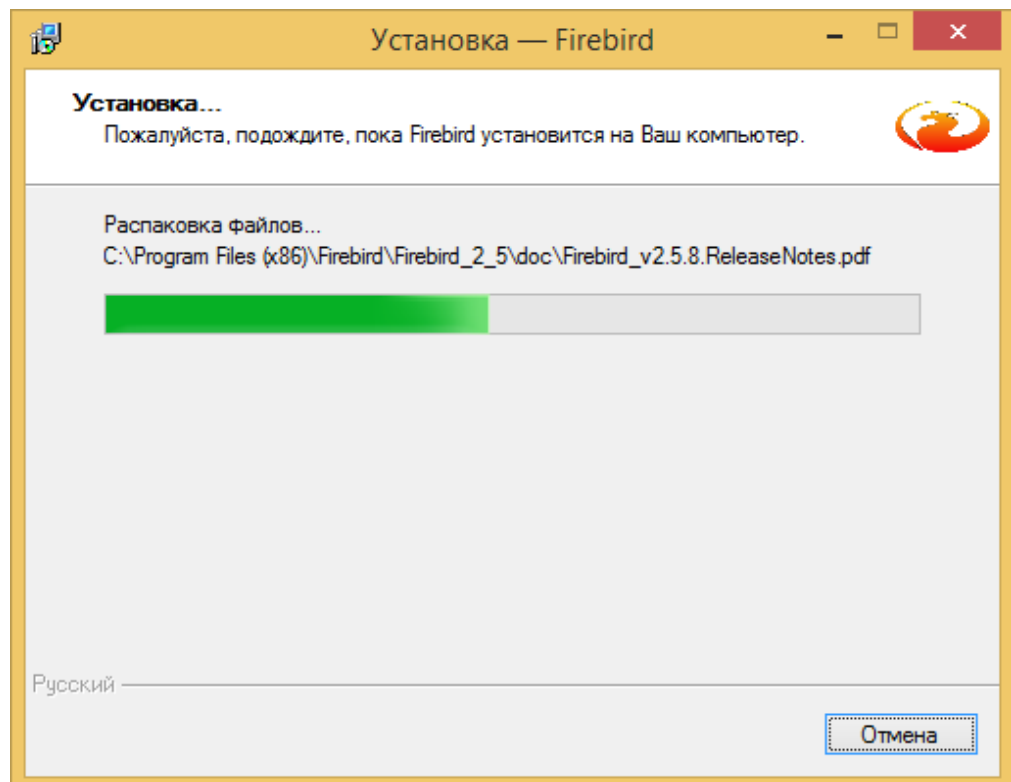 Установка — Firebird
Установка...
Пожалуйста, подождите, пока Firebird установится на Ваш компьютер.
Распаковка файлов...
C:\Program Files (x86)\Firebird\Firebird_2_5\doc\Firebird_v2.5.8.ReleaseNotes.pdf
Русский
Отмена